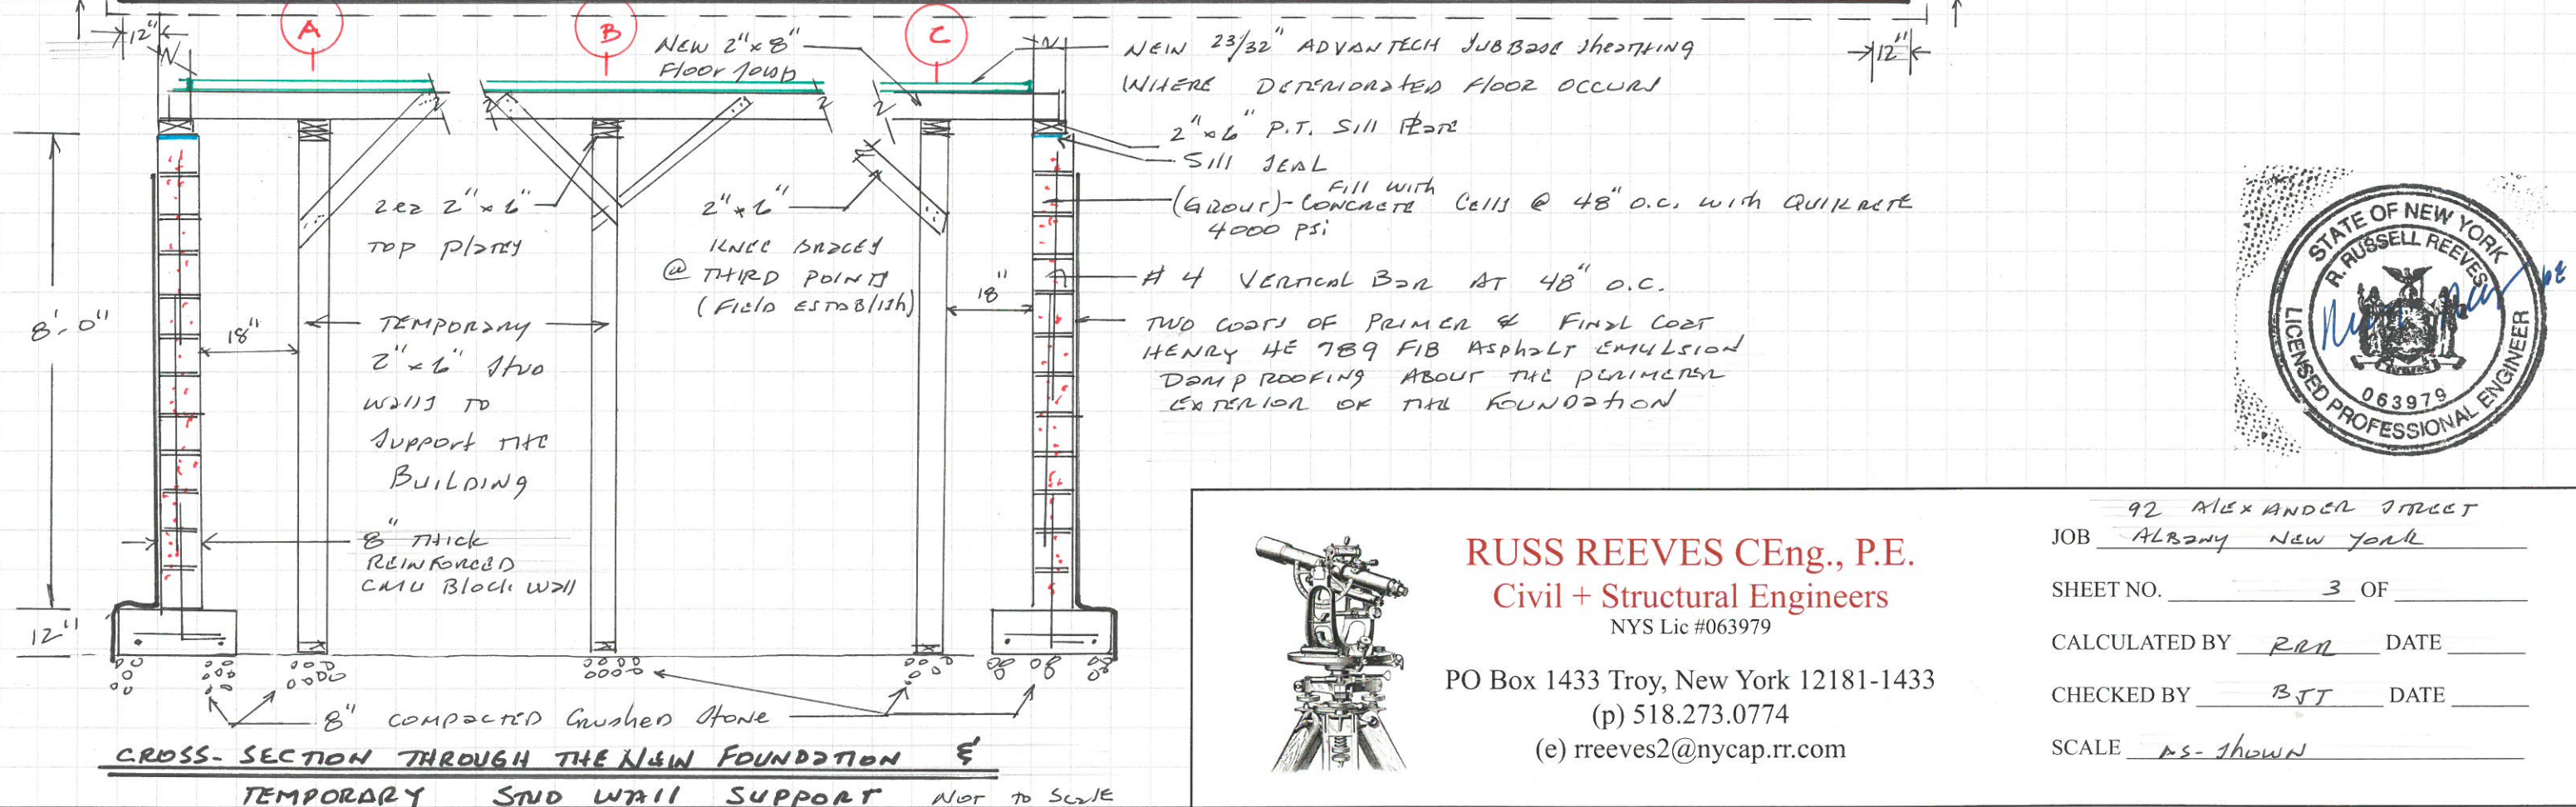 12"
A
B
C
NEW 2"x8"
Floor Joists
NEW 23/32" ADVANTECH SUBBASE SheATHING
WHERE DETERIORATED FLOOR OCCURS
12"
2"x6" P.T. Sill PLATE
Sill SEAL
(GROUT)-CONCRETE Fill with Cells @ 48" O.C. with QUIKRETE
4000 PSi
# 4 VERTICAL BAR AT 48" O.C.
TWO COATS OF PRIMER & FINAL COAT
HENRY HE 789 FIB ASPHALT EMULSION
DAMPROOFING ABOUT THE PERIMETER
EXTERIOR OF THE FOUNDATION
2 ea 2"x6"
TOP PLATES
2"x6"
KNEE BRACES
@ THIRD POINTS
(FIELD ESTABLISH)
18"
18"
8'-0"
TEMPORARY
2"x6" STUD
WALLS TO
SUPPORT THE
BUILDING
8" THICK
REINFORCED
CMU Block Wall
12"
8" COMPACTED Crushed Stone
CROSS-SECTION THROUGH THE NEW FOUNDATION &
TEMPORARY STUD WALL SUPPORT NOT TO SCALE
STATE OF NEW YORK
R. RUSSELL REEVES
063979
LICENSED PROFESSIONAL ENGINEER
RUSS REEVES CEng., P.E.
Civil + Structural Engineers
NYS Lic #063979
PO Box 1433 Troy, New York 12181-1433
(p) 518.273.0774
(e) rreeves2@nycap.rr.com
92 ALEXANDER STREET
JOB ALBANY NEW YORK
SHEET NO. 3 OF
CALCULATED BY RRR DATE
CHECKED BY BJT DATE
SCALE AS-Shown